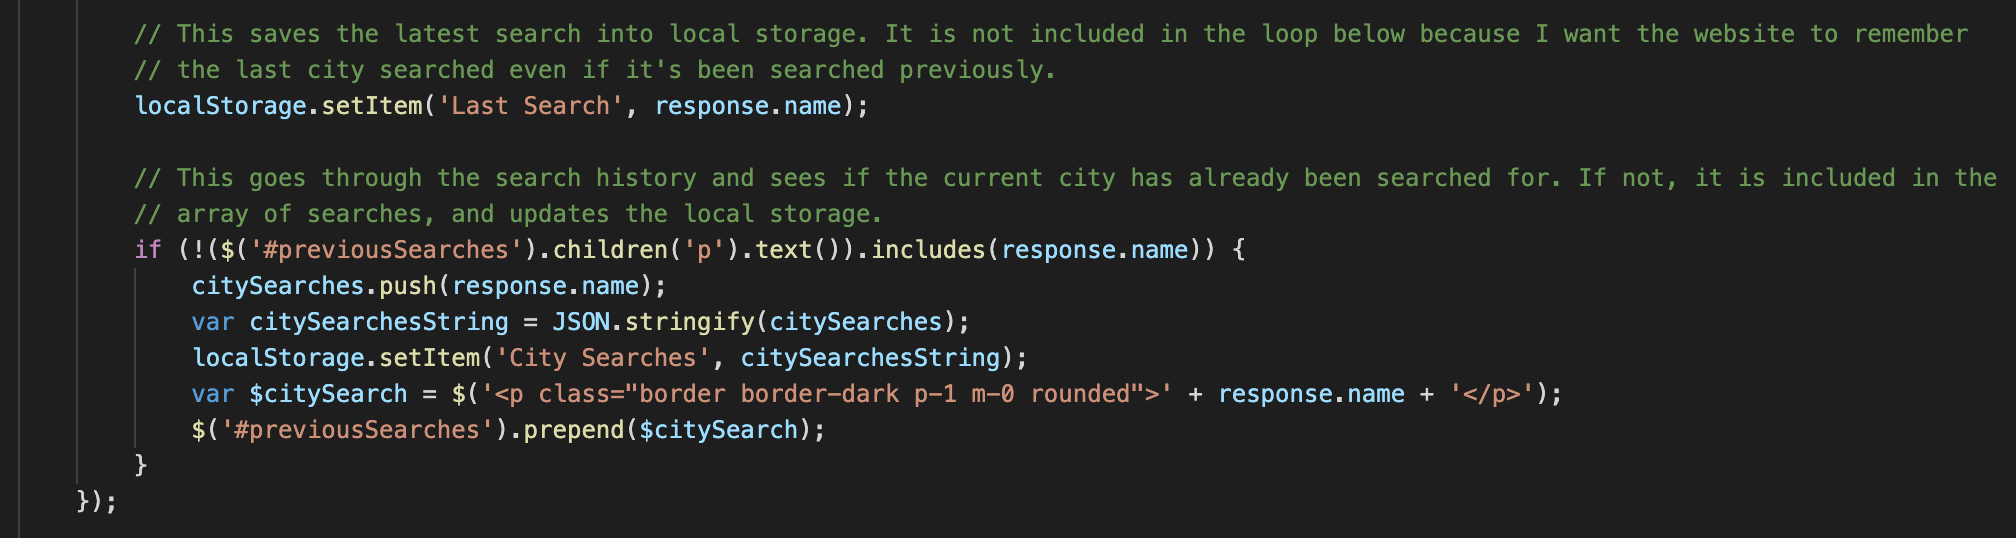 // This saves the latest search into local storage. It is not included in the loop below because I want the website to remember
// the last city searched even if it's been searched previously.
localStorage.setItem('Last Search', response.name);
// This goes through the search history and sees if the current city has already been searched for. If not, it is included in the
// array of searches, and updates the local storage.
if (!($('#previousSearches').children('p').text()).includes(response.name)) {
citySearches.push(response.name);
var citySearchesString = JSON.stringify(citySearches);
localStorage.setItem('City Searches', citySearchesString);
var $citySearch = $('<p class="border border-dark p-1 m-0 rounded">' + response.name + '</p>');
$('#previousSearches').prepend($citySearch);
}
});